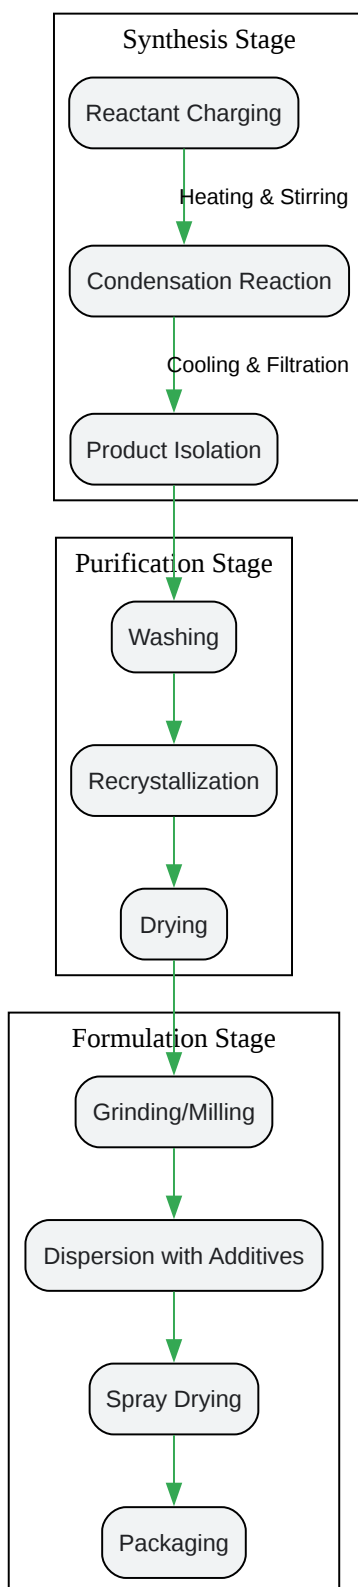 Synthesis Stage
Reactant Charging
Heating & Stirring
Condensation Reaction
Cooling & Filtration
Product Isolation
Purification Stage
Washing
Recrystallization
Drying
Formulation Stage
Grinding/Milling
Dispersion with Additives
Spray Drying
Packaging